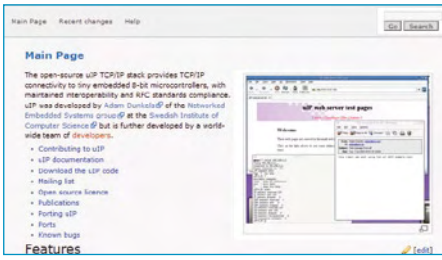 Main Page Recent changes Help
Go Search
Main Page
The open-source uIP TCP/IP stack provides TCP/IP
connectivity to tiny embedded 8-bit microcontrollers, with
maintained interoperability and RFC standards compliance.
uIP was developed by Adam Dunkels of the Networked
Embedded Systems group at the Swedish Institute of
Computer Science but is further developed by a world-
wide team of developers.
• Contributing to uIP
• uIP documentation
• Download the uIP code
• Mailing list
• Open source licence
• Publications
• Porting uIP
• Ports
• Known bugs
uIP web server test pages
Welcome
Features
[edit]